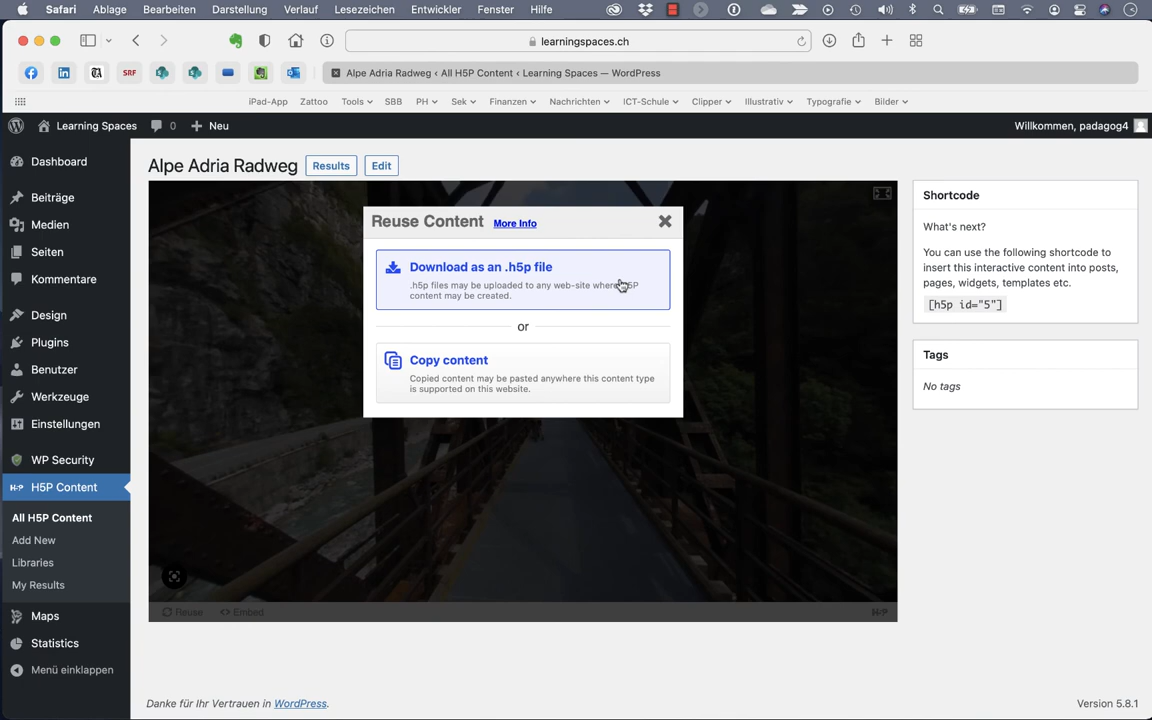 Safari Ablage Bearbeiten Darstellung Verlauf Lesezeichen Entwickler Fenster Hilfe
learningspaces.ch
SRF
Alpe Adria Radweg ‹ All H5P Content ‹ Learning Spaces — WordPress
iPad-App Zattoo Tools SBB PH Sek Finanzen Nachrichten ICT-Schule Clipper Illustrativ Typografie Bilder
Learning Spaces 0 Neu
Willkommen, padagog4
Dashboard
Beiträge
Medien
Seiten
Kommentare
Design
Plugins
Benutzer
Werkzeuge
Einstellungen
WP Security
H5P Content
All H5P Content
Add New
Libraries
My Results
Maps
Statistics
Menü einklappen
Alpe Adria Radweg Results Edit
Reuse Content More Info
Download as an .h5p file
.h5p files may be uploaded to any web-site where H5P
content may be created.
or
Copy content
Copied content may be pasted anywhere this content type
is supported on this website.
Reuse <> Embed
H5P
Shortcode
What's next?
You can use the following shortcode to
insert this interactive content into posts,
pages, widgets, templates etc.
[h5p id="5"]
Tags
No tags
Danke für Ihr Vertrauen in WordPress.
Version 5.8.1